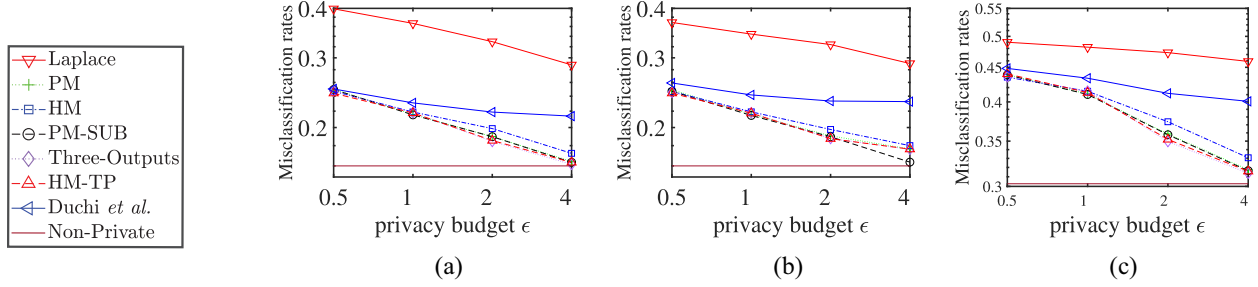 Laplace
PM
HM
PM-SUB
Three-Outputs
HM-TP
Duchi et al.
Non-Private
Misclassification rates
0.4
0.3
0.2
0.5 1 2 4
privacy budget ϵ
(a)
Misclassification rates
0.4
0.3
0.2
0.5 1 2 4
privacy budget ϵ
(b)
Misclassification rates
0.55
0.5
0.45
0.4
0.35
0.3
0.5 1 2 4
privacy budget ϵ
(c)